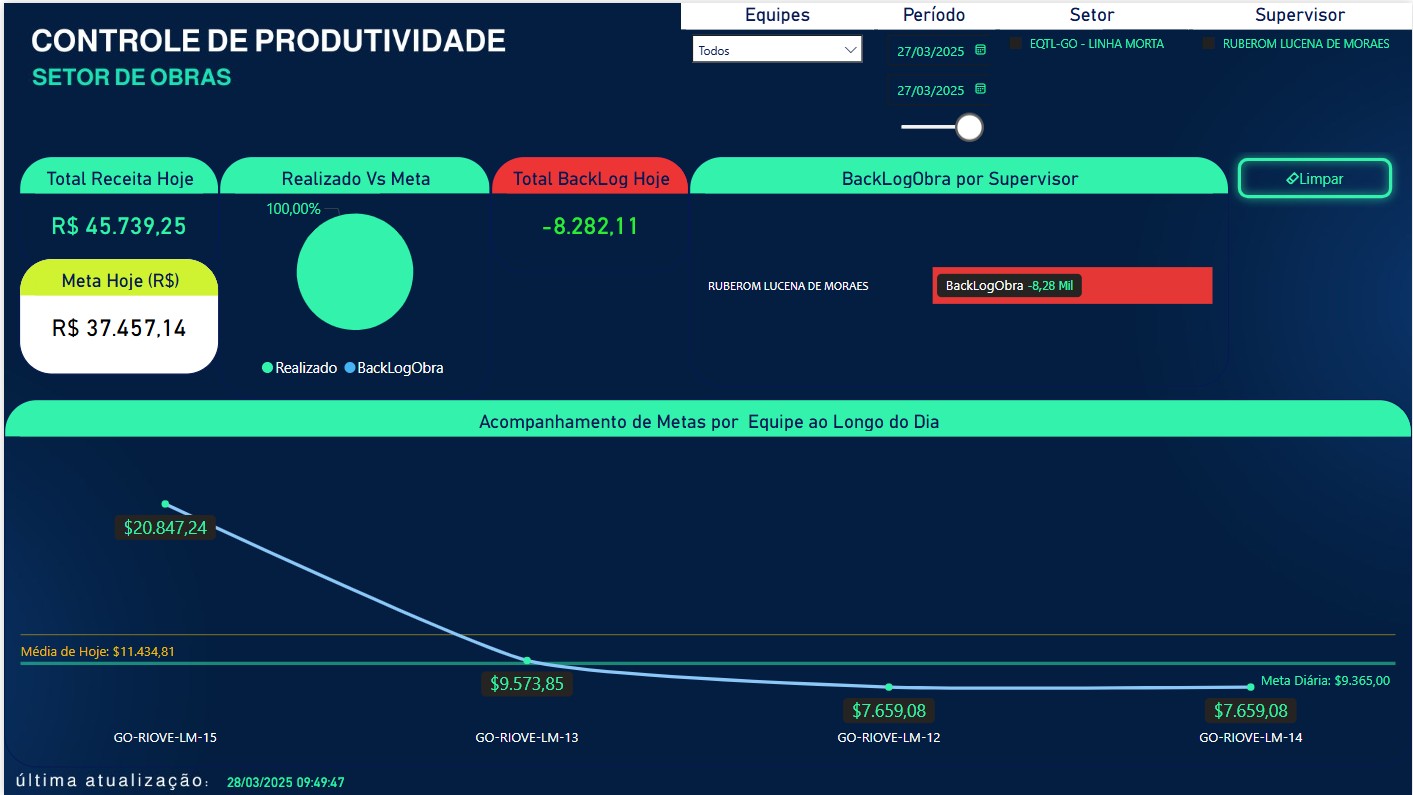 CONTROLE DE PRODUTIVIDADE
SETOR DE OBRAS
Equipes
Período
Setor
Supervisor
Todos
27/03/2025
27/03/2025
EQTL-GO - LINHA MORTA
RUBEROM LUCENA DE MORAES
Total Receita Hoje
R$ 45.739,25
Meta Hoje (R$)
R$ 37.457,14
Realizado Vs Meta
100,00%
Realizado
BackLogObra
Total BackLog Hoje
-8.282,11
BackLogObra por Supervisor
RUBEROM LUCENA DE MORAES
BackLogObra -8,28 Mil
Limpar
Acompanhamento de Metas por  Equipe ao Longo do Dia
$20.847,24
Média de Hoje: $11.434,81
$9.573,85
Meta Diária: $9.365,00
$7.659,08
$7.659,08
GO-RIOVE-LM-15
GO-RIOVE-LM-13
GO-RIOVE-LM-12
GO-RIOVE-LM-14
última atualização: 28/03/2025 09:49:47